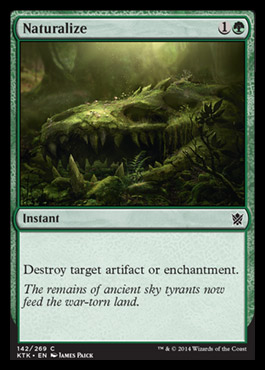 Naturalize 1
Instant
Destroy target artifact or enchantment.
The remains of ancient sky tyrants now
feed the war-torn land.
142/269 C
KTK • EN JAMES PAICK ™ & © 2014 Wizards of the Coast